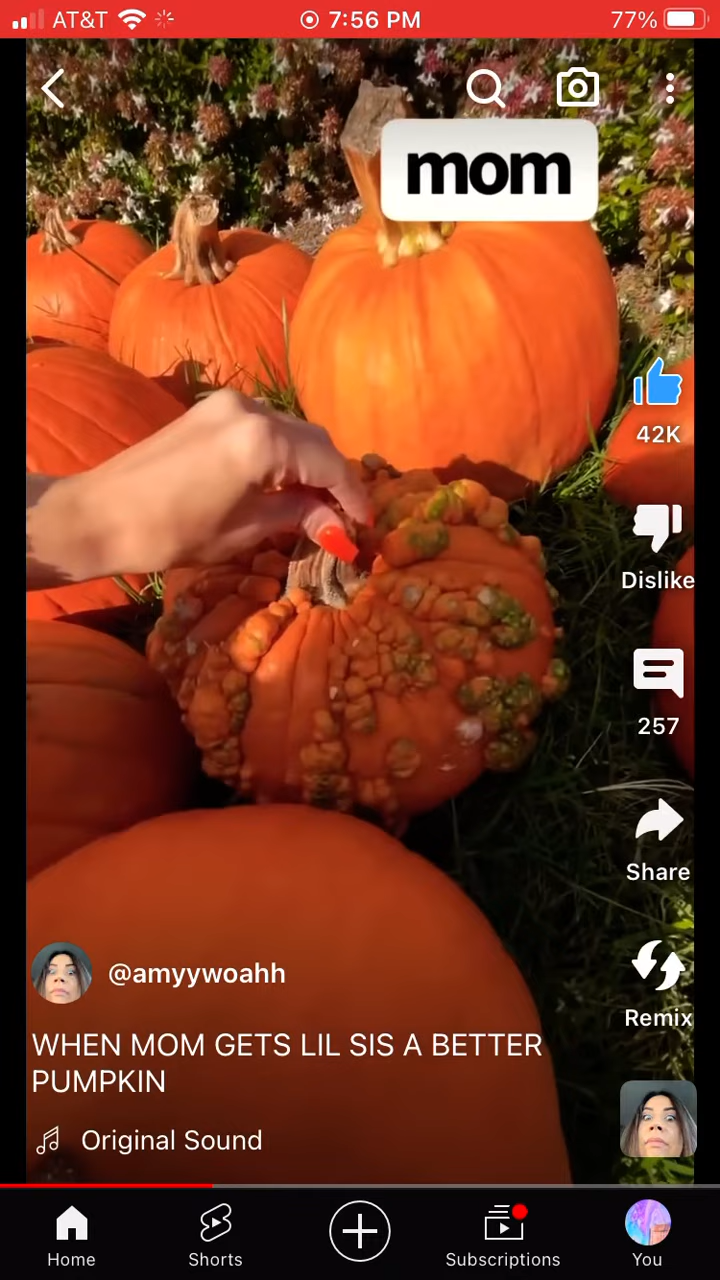 AT&T 7:56 PM 77%
mom
42K
Dislike
257
Share
@amyywoahh
Remix
WHEN MOM GETS LIL SIS A BETTER
PUMPKIN
Original Sound
Home Shorts Subscriptions You